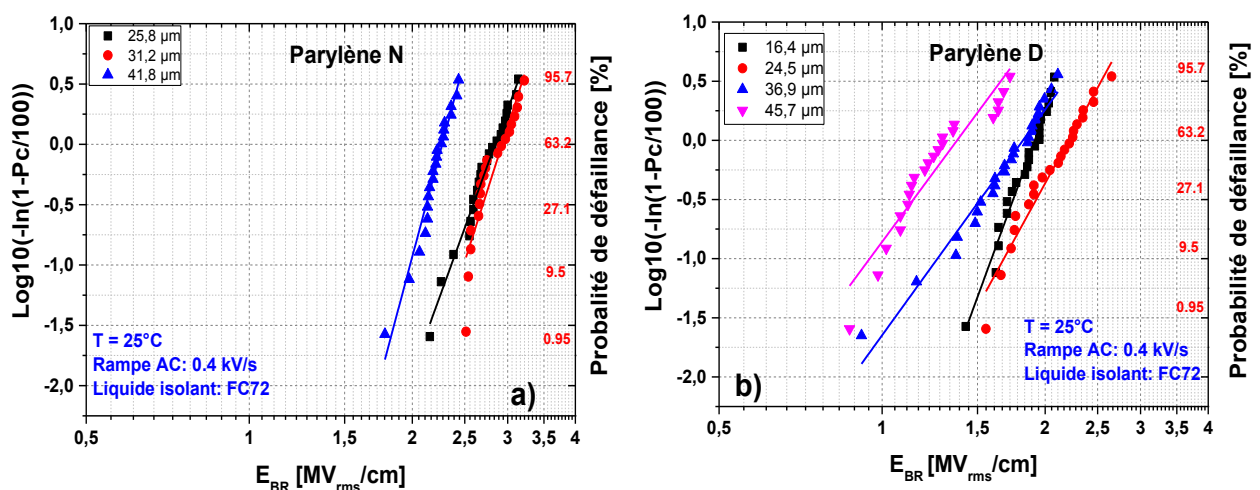 Parylène N
25,8 µm
31,2 µm
41,8 µm
Log10(-ln(1-Pc/100))
1,0
0,5
0,0
-0,5
-1,0
-1,5
-2,0
95.7
63.2
27.1
9.5
0.95
Probalité de défaillance [%]
T = 25°C
Rampe AC: 0.4 kV/s
Liquide isolant: FC72
a)
0,5
1
1,5
2
2,5
3
3,5
4
E_BR [MV_rms/cm]
Parylène D
16,4 µm
24,5 µm
36,9 µm
45,7 µm
Log10(-ln(1-Pc/100))
1,0
0,5
0,0
-0,5
-1,0
-1,5
-2,0
95.7
63.2
27.1
9.5
0.95
Probabilité de défaillance [%]
T = 25°C
Rampe AC: 0.4 kV/s
Liquide isolant: FC72
b)
0,5
1
1,5
2
2,5
3
3,5
4
E_BR [MV_rms/cm]